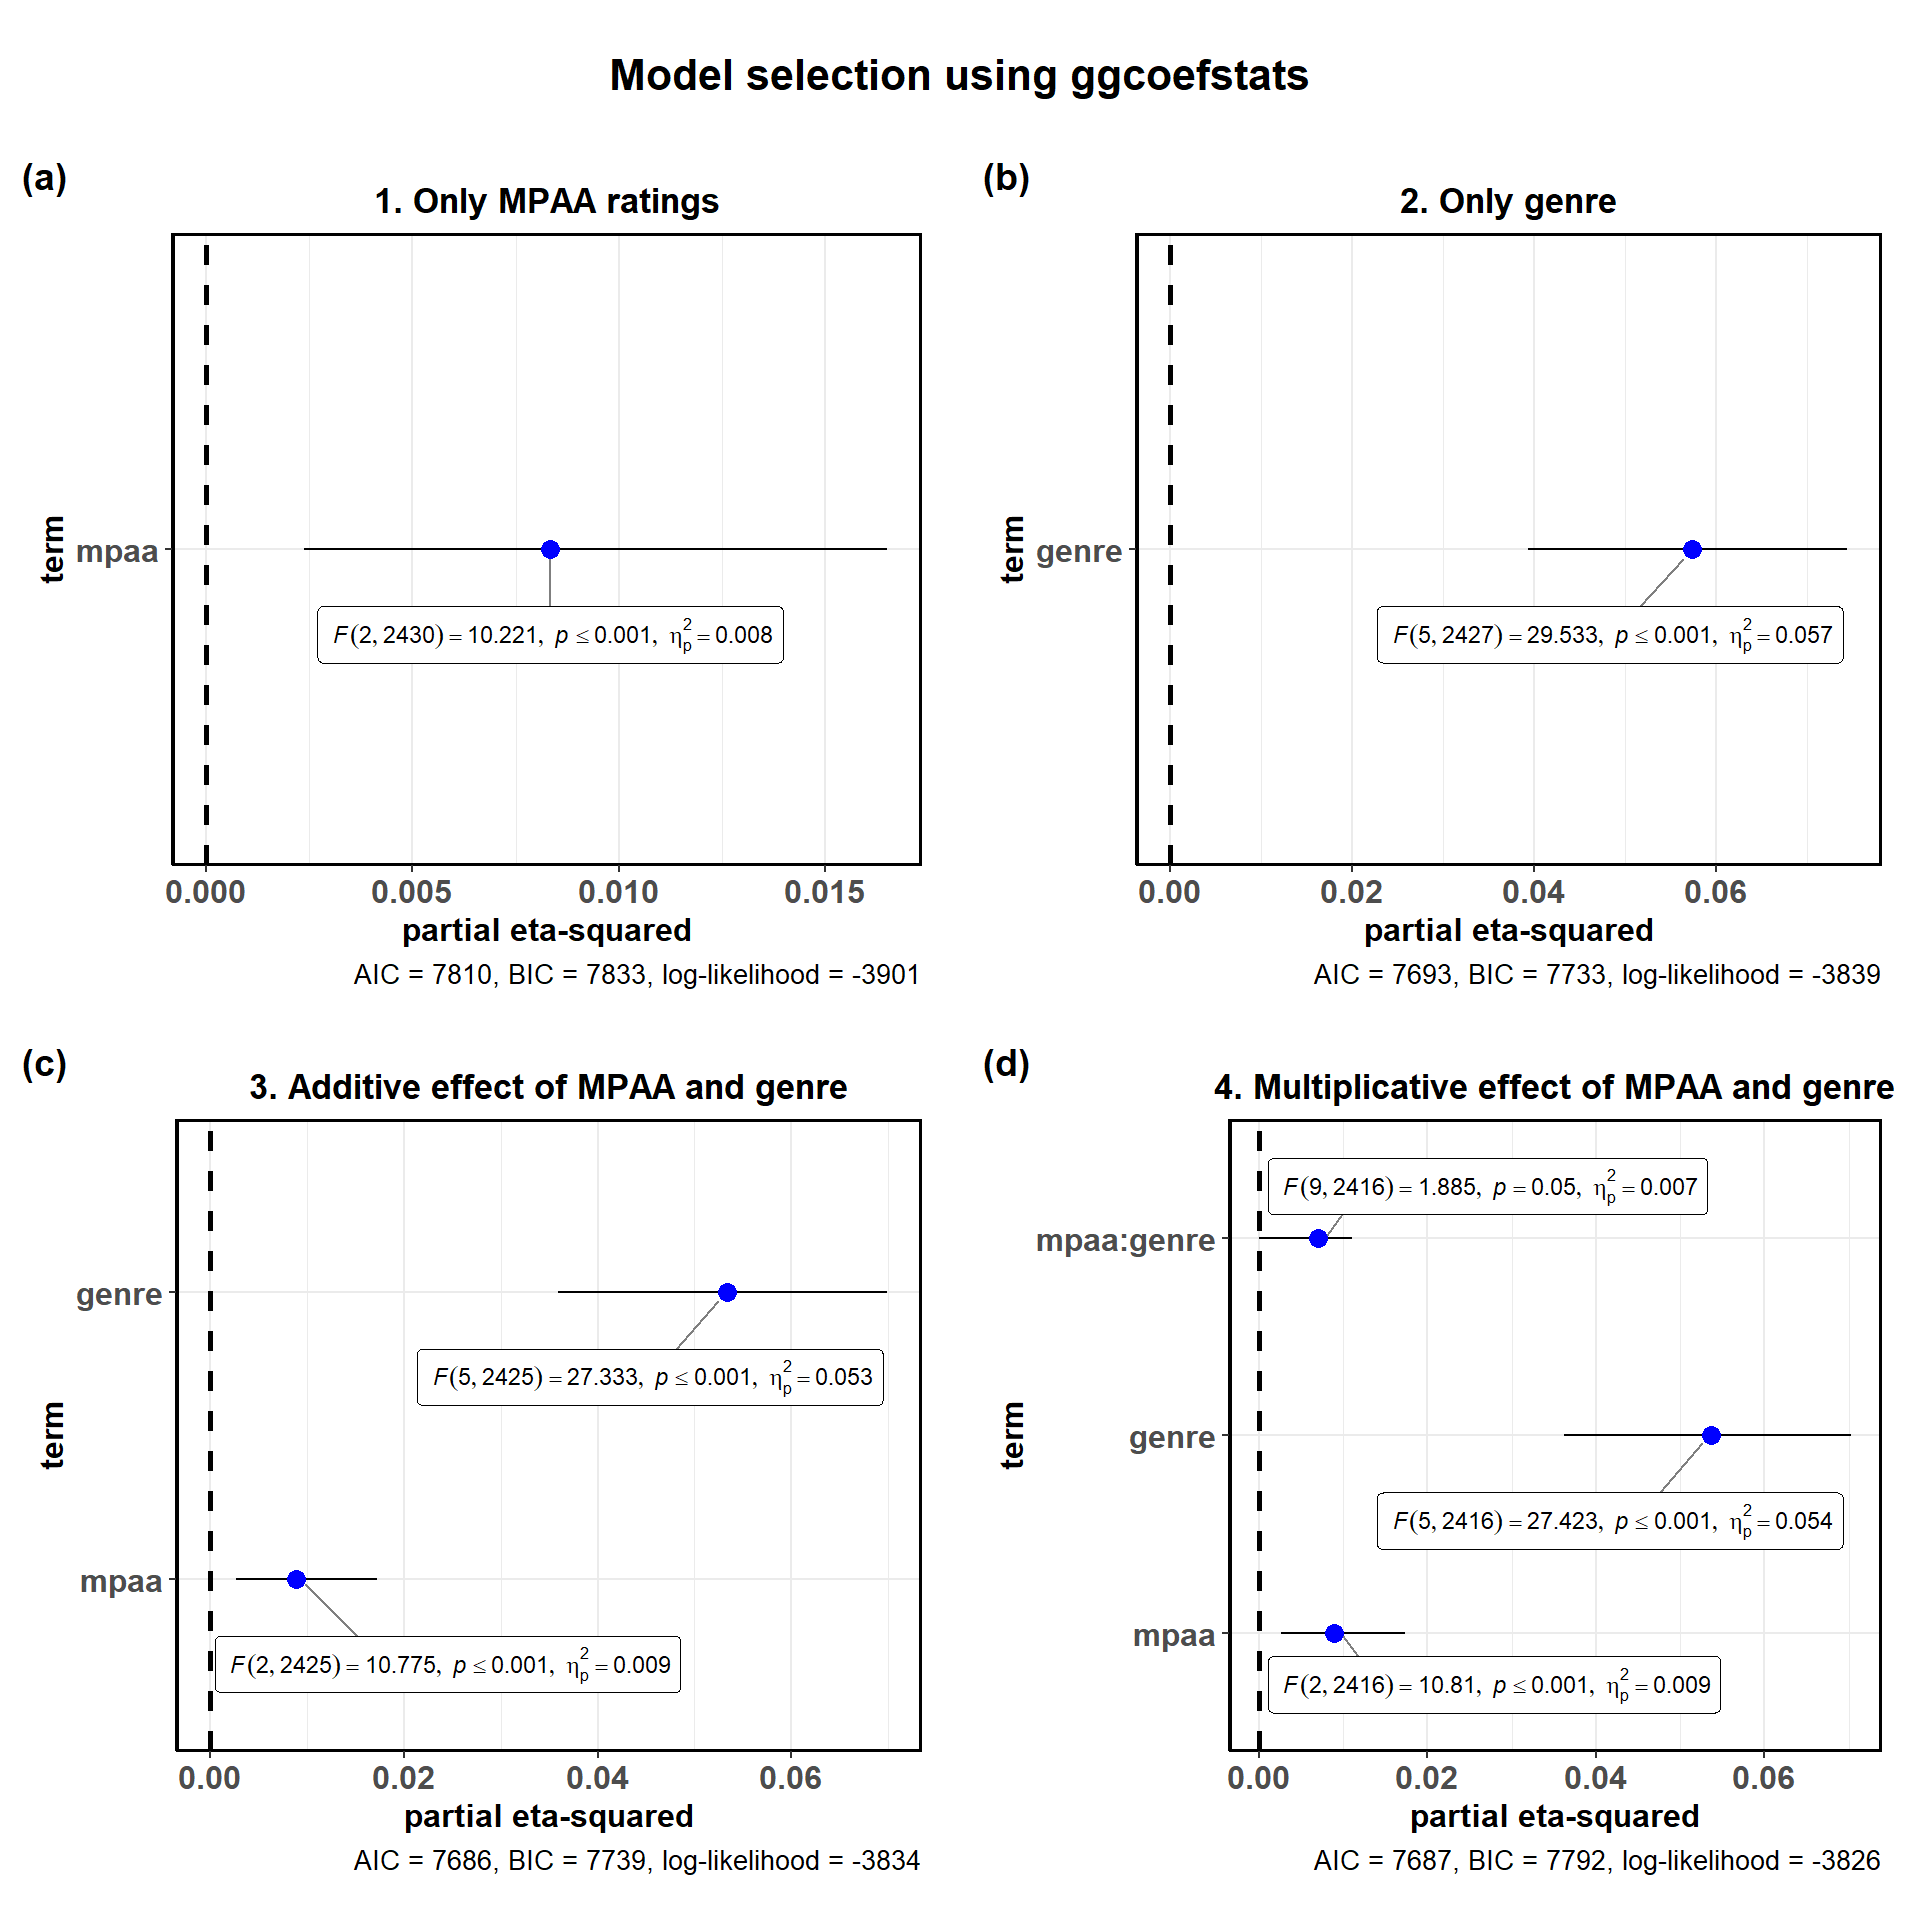 Model selection using ggcoefstats
(a)
1. Only MPAA ratings
term
mpaa
F(2, 2430) = 10.221, p ≤ 0.001, η²ₚ = 0.008
0.000 0.005 0.010 0.015
partial eta-squared
AIC = 7810, BIC = 7833, log-likelihood = -3901
(b)
2. Only genre
term
genre
F(5, 2427) = 29.533, p ≤ 0.001, η²ₚ = 0.057
0.00 0.02 0.04 0.06
partial eta-squared
AIC = 7693, BIC = 7733, log-likelihood = -3839
(c)
3. Additive effect of MPAA and genre
term
genre
F(5, 2425) = 27.333, p ≤ 0.001, η²ₚ = 0.053
mpaa
F(2, 2425) = 10.775, p ≤ 0.001, η²ₚ = 0.009
0.00 0.02 0.04 0.06
partial eta-squared
AIC = 7686, BIC = 7739, log-likelihood = -3834
(d)
4. Multiplicative effect of MPAA and genre
term
F(9, 2416) = 1.885, p = 0.05, η²ₚ = 0.007
mpaa:genre
genre
F(5, 2416) = 27.423, p ≤ 0.001, η²ₚ = 0.054
mpaa
F(2, 2416) = 10.81, p ≤ 0.001, η²ₚ = 0.009
0.00 0.02 0.04 0.06
partial eta-squared
AIC = 7687, BIC = 7792, log-likelihood = -3826